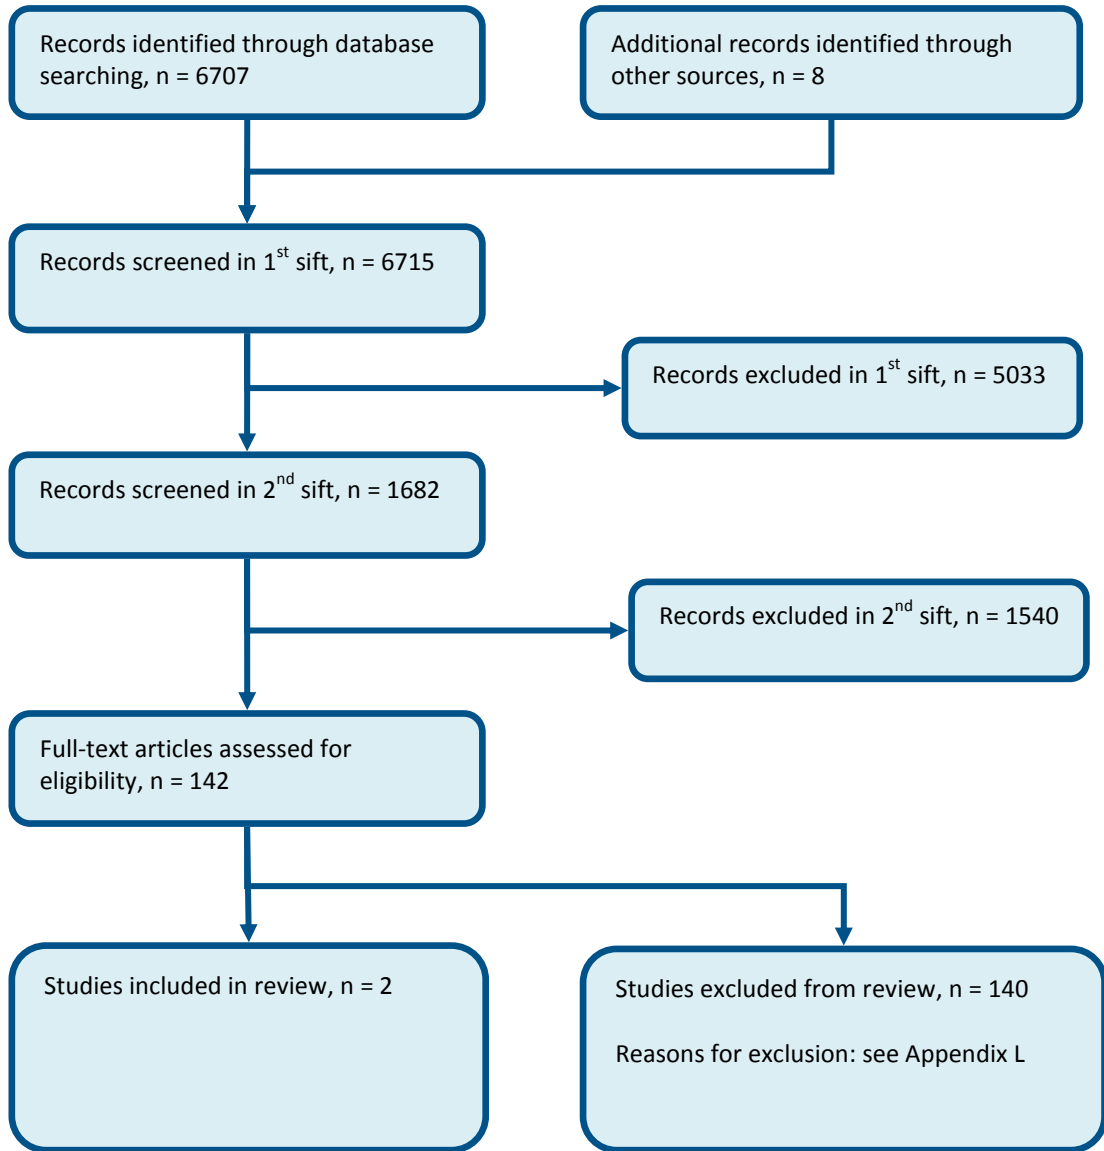 Records identified through database
searching, n = 6707
Additional records identified through
other sources, n = 8
Records screened in 1st sift, n = 6715
Records excluded in 1st sift, n = 5033
Records screened in 2nd sift, n = 1682
Records excluded in 2nd sift, n = 1540
Full-text articles assessed for
eligibility, n = 142
Studies included in review, n = 2
Studies excluded from review, n = 140
Reasons for exclusion: see Appendix L